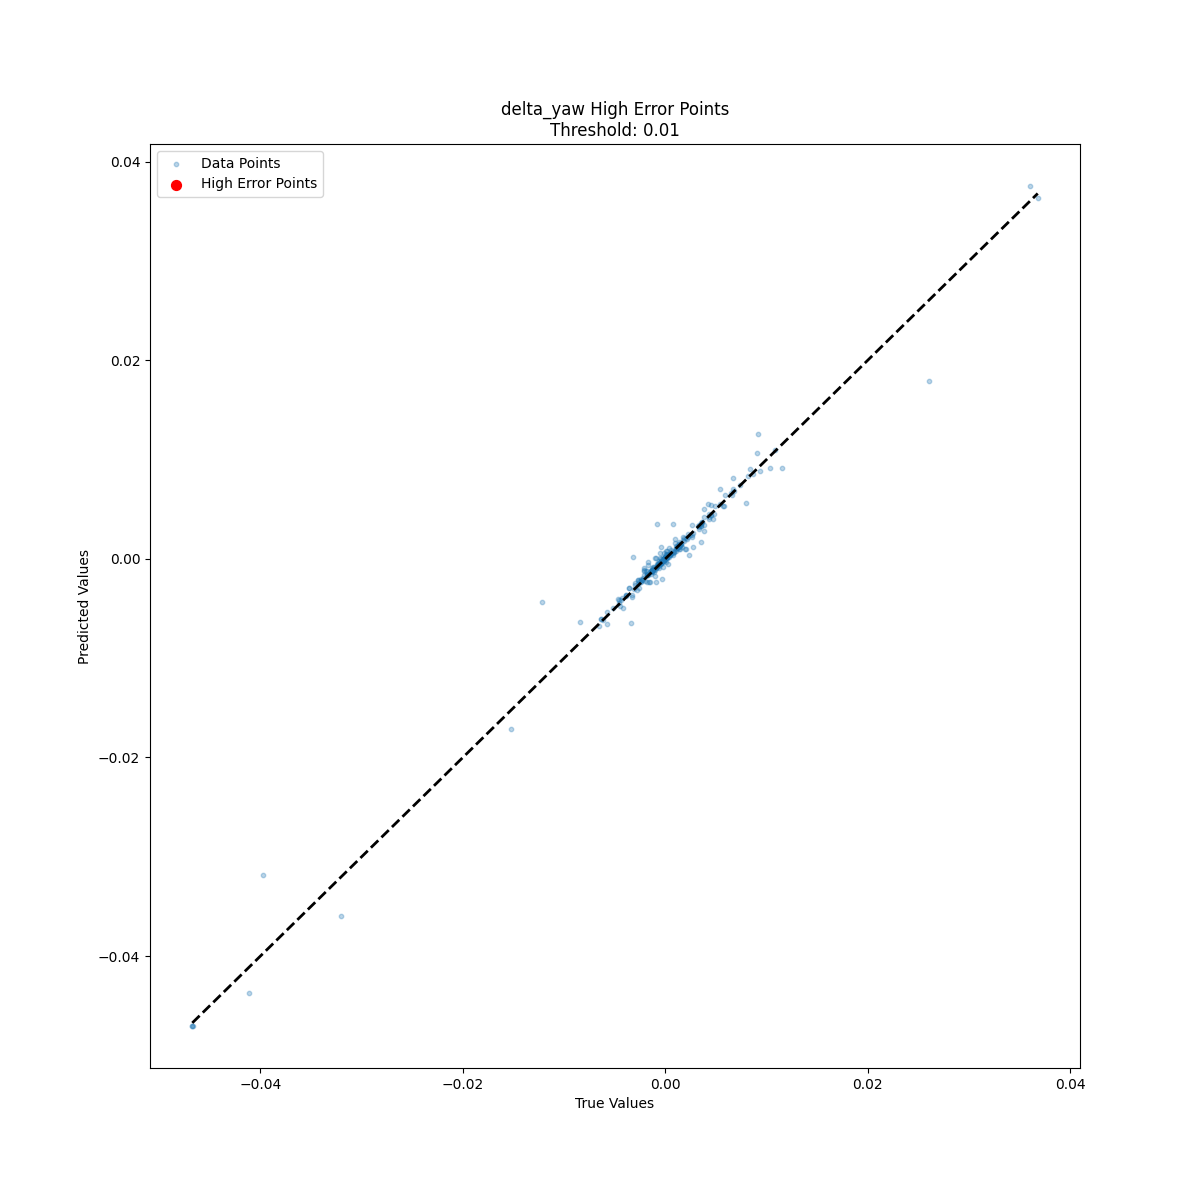 delta_yaw High Error Points
Threshold: 0.01
Data Points
High Error Points
0.04
0.02
0.00
−0.02
−0.04
Predicted Values
−0.04
−0.02
0.00
0.02
0.04
True Values